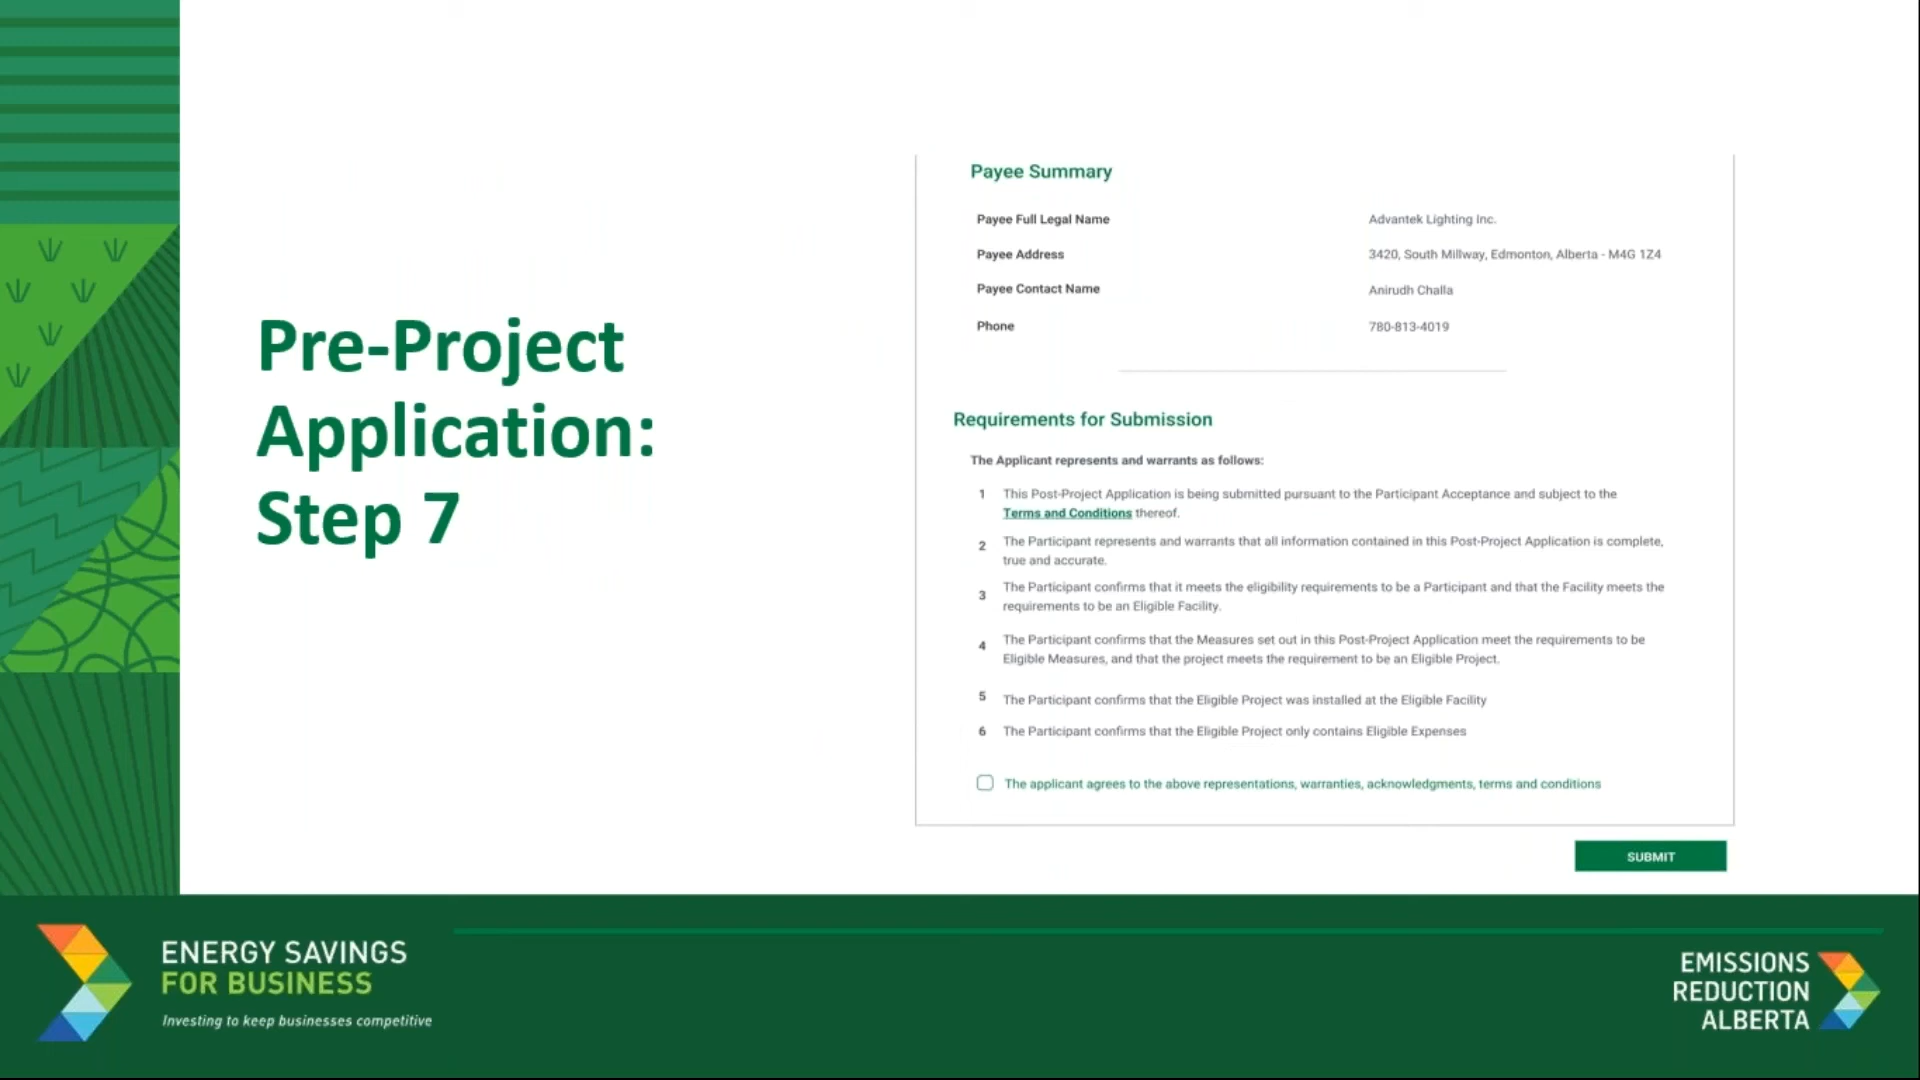 Pre-Project
Application:
Step 7
Payee Summary
Payee Full Legal Name Advantek Lighting Inc.
Payee Address 3420, South Millway, Edmonton, Alberta - M4G 1Z4
Payee Contact Name Anirudh Challa
Phone 780-813-4019
Requirements for Submission
The Applicant represents and warrants as follows:
1 This Post-Project Application is being submitted pursuant to the Participant Acceptance and subject to the
Terms and Conditions thereof.
2 The Participant represents and warrants that all information contained in this Post-Project Application is complete,
true and accurate.
3 The Participant confirms that it meets the eligibility requirements to be a Participant and that the Facility meets the
requirements to be an Eligible Facility.
4 The Participant confirms that the Measures set out in this Post-Project Application meet the requirements to be
Eligible Measures, and that the project meets the requirement to be an Eligible Project.
5 The Participant confirms that the Eligible Project was installed at the Eligible Facility
6 The Participant confirms that the Eligible Project only contains Eligible Expenses
The applicant agrees to the above representations, warranties, acknowledgments, terms and conditions
SUBMIT
ENERGY SAVINGS
FOR BUSINESS
Investing to keep businesses competitive
EMISSIONS
REDUCTION
ALBERTA